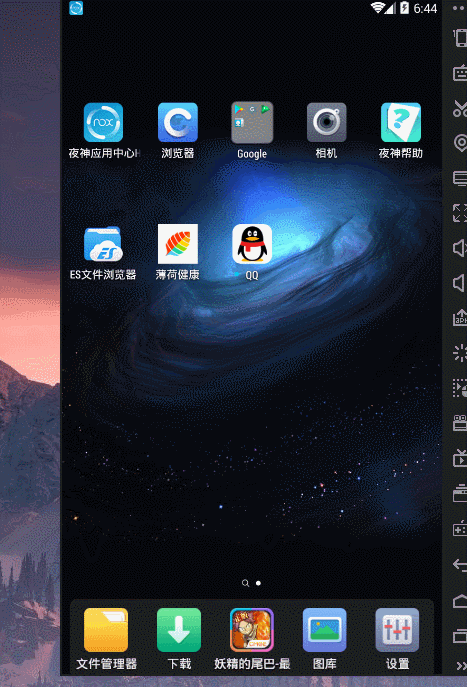 6:44
nox
夜神应用中心H
浏览器
Google
相机
夜神帮助
ES
ES文件浏览器
薄荷健康
QQ
文件管理器
下载
妖精的尾巴-最
图库
设置